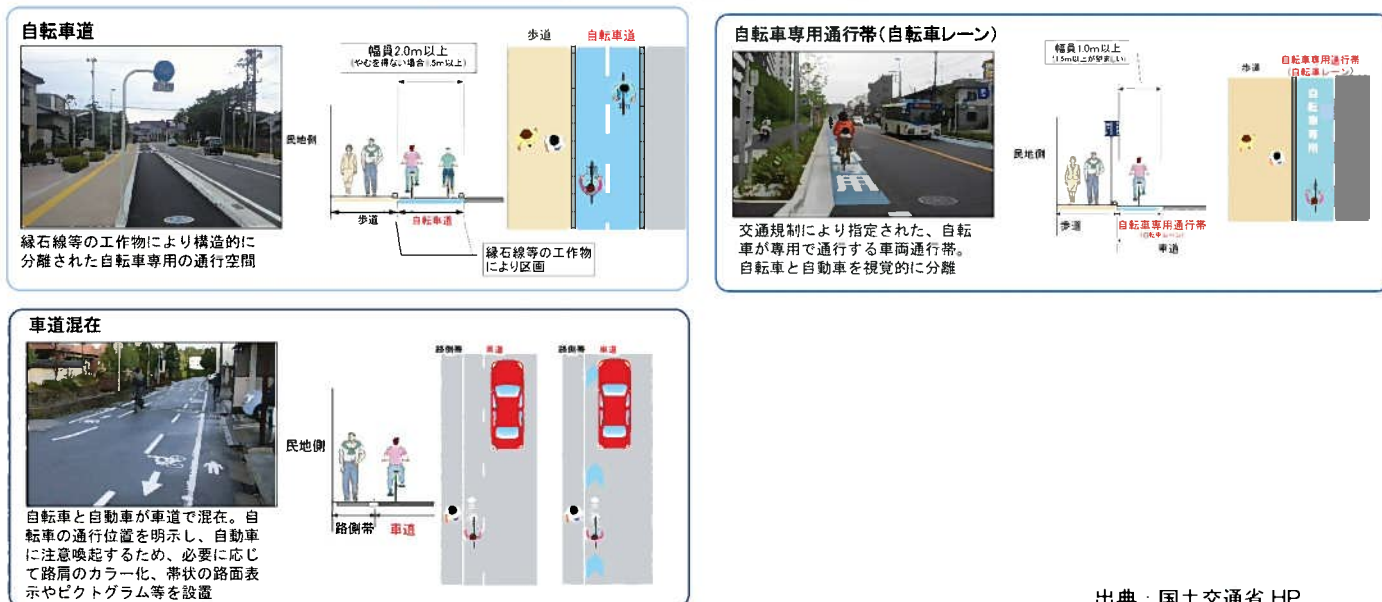 自転車道
縁石線等の工作物により構造的に
分離された自転車専用の通行空間
幅員2.0m以上
(やむを得ない場合1.5m以上)
民地側
歩道
自転車道
縁石線等の工作物
により区画
歩道
自転車道
自転車専用通行帯(自転車レーン)
用
交通規制により指定された、自転
車が専用で通行する車両通行帯。
自転車と自動車を視覚的に分離
幅員1.0m以上
(1.5m以上が望ましい)
民地側
歩道
自転車専用通行帯
(自転車レーン)
車道
歩道
自転車専用通行帯
(自転車レーン)
自転車専用
車道混在
自転車と自動車が車道で混在。自
転車の通行位置を明示し、自動車
に注意喚起するため、必要に応じ
て路肩のカラー化、帯状の路面表
示やピクトグラム等を設置
民地側
路側帯
車道
路側帯
車道
路側帯
車道
出典:国土交通省 HP